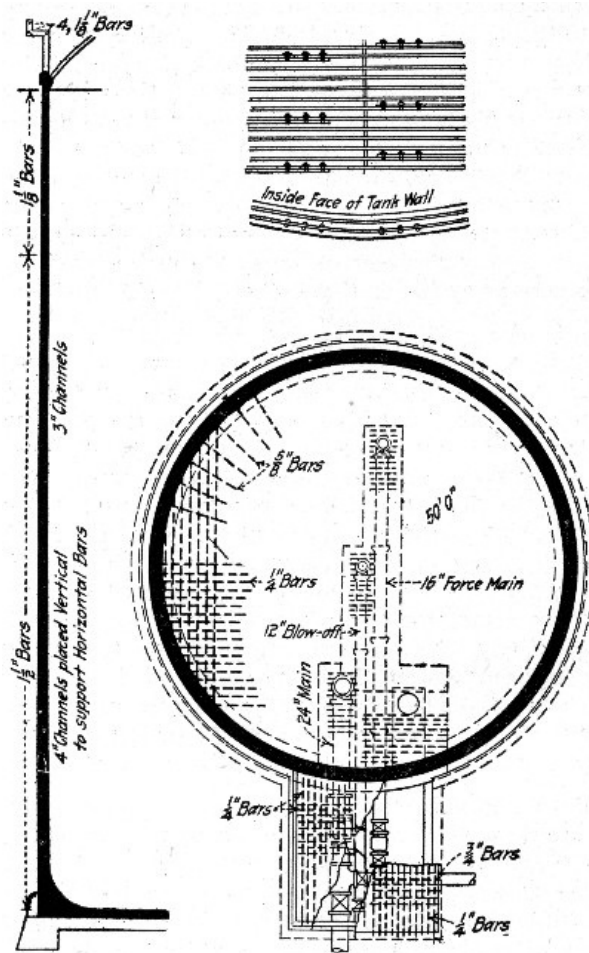 4, 1⅛" Bars
1⅛" Bars
Inside Face of Tank Wall
3" Channels
⅝" Bars
50' 0"
¼" Bars
16" Force Main
12" Blow-off
1½" Bars
4" Channels placed Vertical
to support Horizontal Bars
24" Main
¼" Bars
¾" Bars
¼" Bars